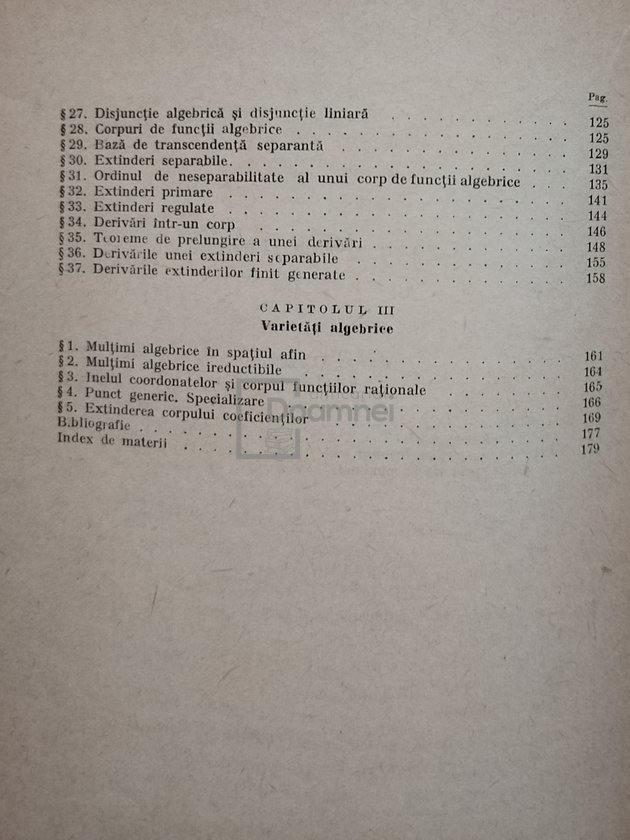 Pag.
§ 27. Disjuncție algebrică și disjuncție liniară . . . . . . . . . . . 125
§ 28. Corpuri de funcții algebrice . . . . . . . . . . . . . . 125
§ 29. Bază de transcendență separantă . . . . . . . . . . . . 129
§ 30. Extinderi separabile. . . . . . . . . . . . . . . . . 131
§ 31. Ordinul de neseparabilitate al unui corp de funcții algebrice . . . 135
§ 32. Extinderi primare . . . . . . . . . . . . . . . . . 141
§ 33. Extinderi regulate . . . . . . . . . . . . . . . . . 144
§ 34. Derivări într-un corp . . . . . . . . . . . . . . . . 146
§ 35. Teoreme de prelungire a unei derivări . . . . . . . . . . 148
§ 36. Derivările unei extinderi separabile . . . . . . . . . . . 155
§ 37. Derivările extinderilor finit generate . . . . . . . . . . . 158
CAPITOLUL III
Varietăți algebrice
§ 1. Mulțimi algebrice în spațiul afin . . . . . . . . . . . . 161
§ 2. Mulțimi algebrice ireductibile . . . . . . . . . . . . . 164
§ 3. Inelul coordonatelor și corpul funcțiilor raționale . . . . . . . 165
§ 4. Punct generic. Specializare . . . . . . . . . . . . . . 166
§ 5. Extinderea corpului coeficienților . . . . . . . . . . . . 169
B.bliografie . . . . . . . . . . . . . . . . . . . . 177
Index de materii . . . . . . . . . . . . . . . . . . 179
Doamnei